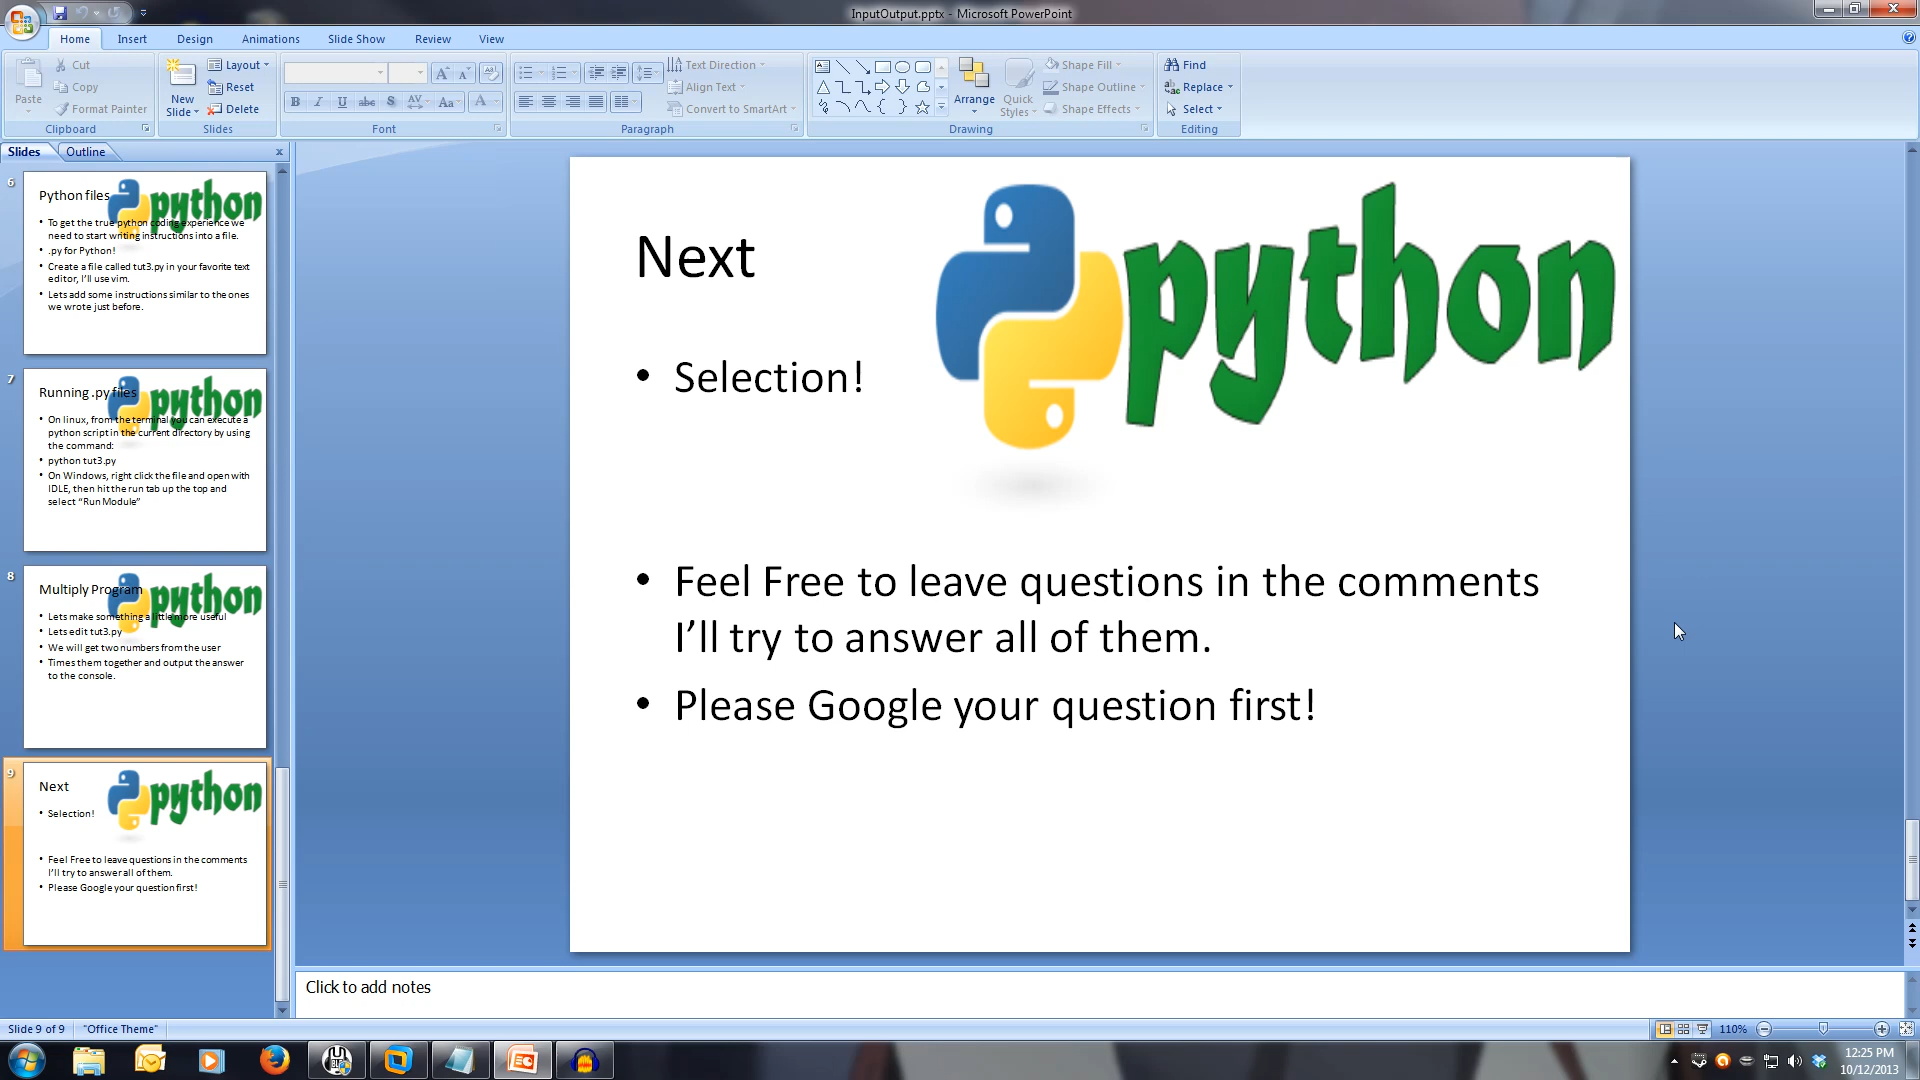 InputOutput.pptx - Microsoft PowerPoint
Home Insert Design Animations Slide Show Review View
Paste
Cut
Copy
Format Painter
Clipboard
New Slide
Layout
Reset
Delete
Slides
B I U abc S AV Aa A
Font
Text Direction
Align Text
Convert to SmartArt
Paragraph
Arrange
Quick Styles
Shape Fill
Shape Outline
Shape Effects
Drawing
Find
Replace
Select
Editing
Slides Outline
6
Python files
python
• To get the true python coding experience we
need to start writing instructions into a file.
• .py for Python!
• Create a file called tut3.py in your favorite text
editor, I'll use vim.
• Lets add some instructions similar to the ones
we wrote just before.
7
Running .py files
python
• On linux, from the terminal you can execute a
python script in the current directory by using
the command:
• python tut3.py
• On Windows, right click the file and open with
IDLE, then hit the run tab up the top and
select “Run Module”
8
Multiply Program
python
• Lets make something a little more useful
• Lets edit tut3.py
• We will get two numbers from the user
• Times them together and output the answer
to the console.
9
Next
python
• Selection!
• Feel Free to leave questions in the comments
I'll try to answer all of them.
• Please Google your question first!
Next
python
• Selection!
• Feel Free to leave questions in the comments
I’ll try to answer all of them.
• Please Google your question first!
Click to add notes
Slide 9 of 9 "Office Theme" 110%
12:25 PM
10/12/2013